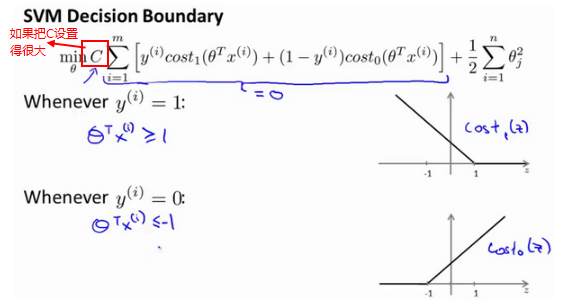 SVM Decision Boundary
如果把C设置
得很大
min_θ C ∑_{i=1}^{m} [y^{(i)}cost_1(θ^T x^{(i)}) + (1 − y^{(i)})cost_0(θ^T x^{(i)})] + 1/2 ∑_{i=1}^{n} θ_j^2
= 0
Whenever y^{(i)} = 1:
θ^T x^{(i)} ≥ 1
cost_1(z)
-1 1 z
Whenever y^{(i)} = 0:
θ^T x^{(i)} ≤ -1
cost_0(z)
-1 1 z